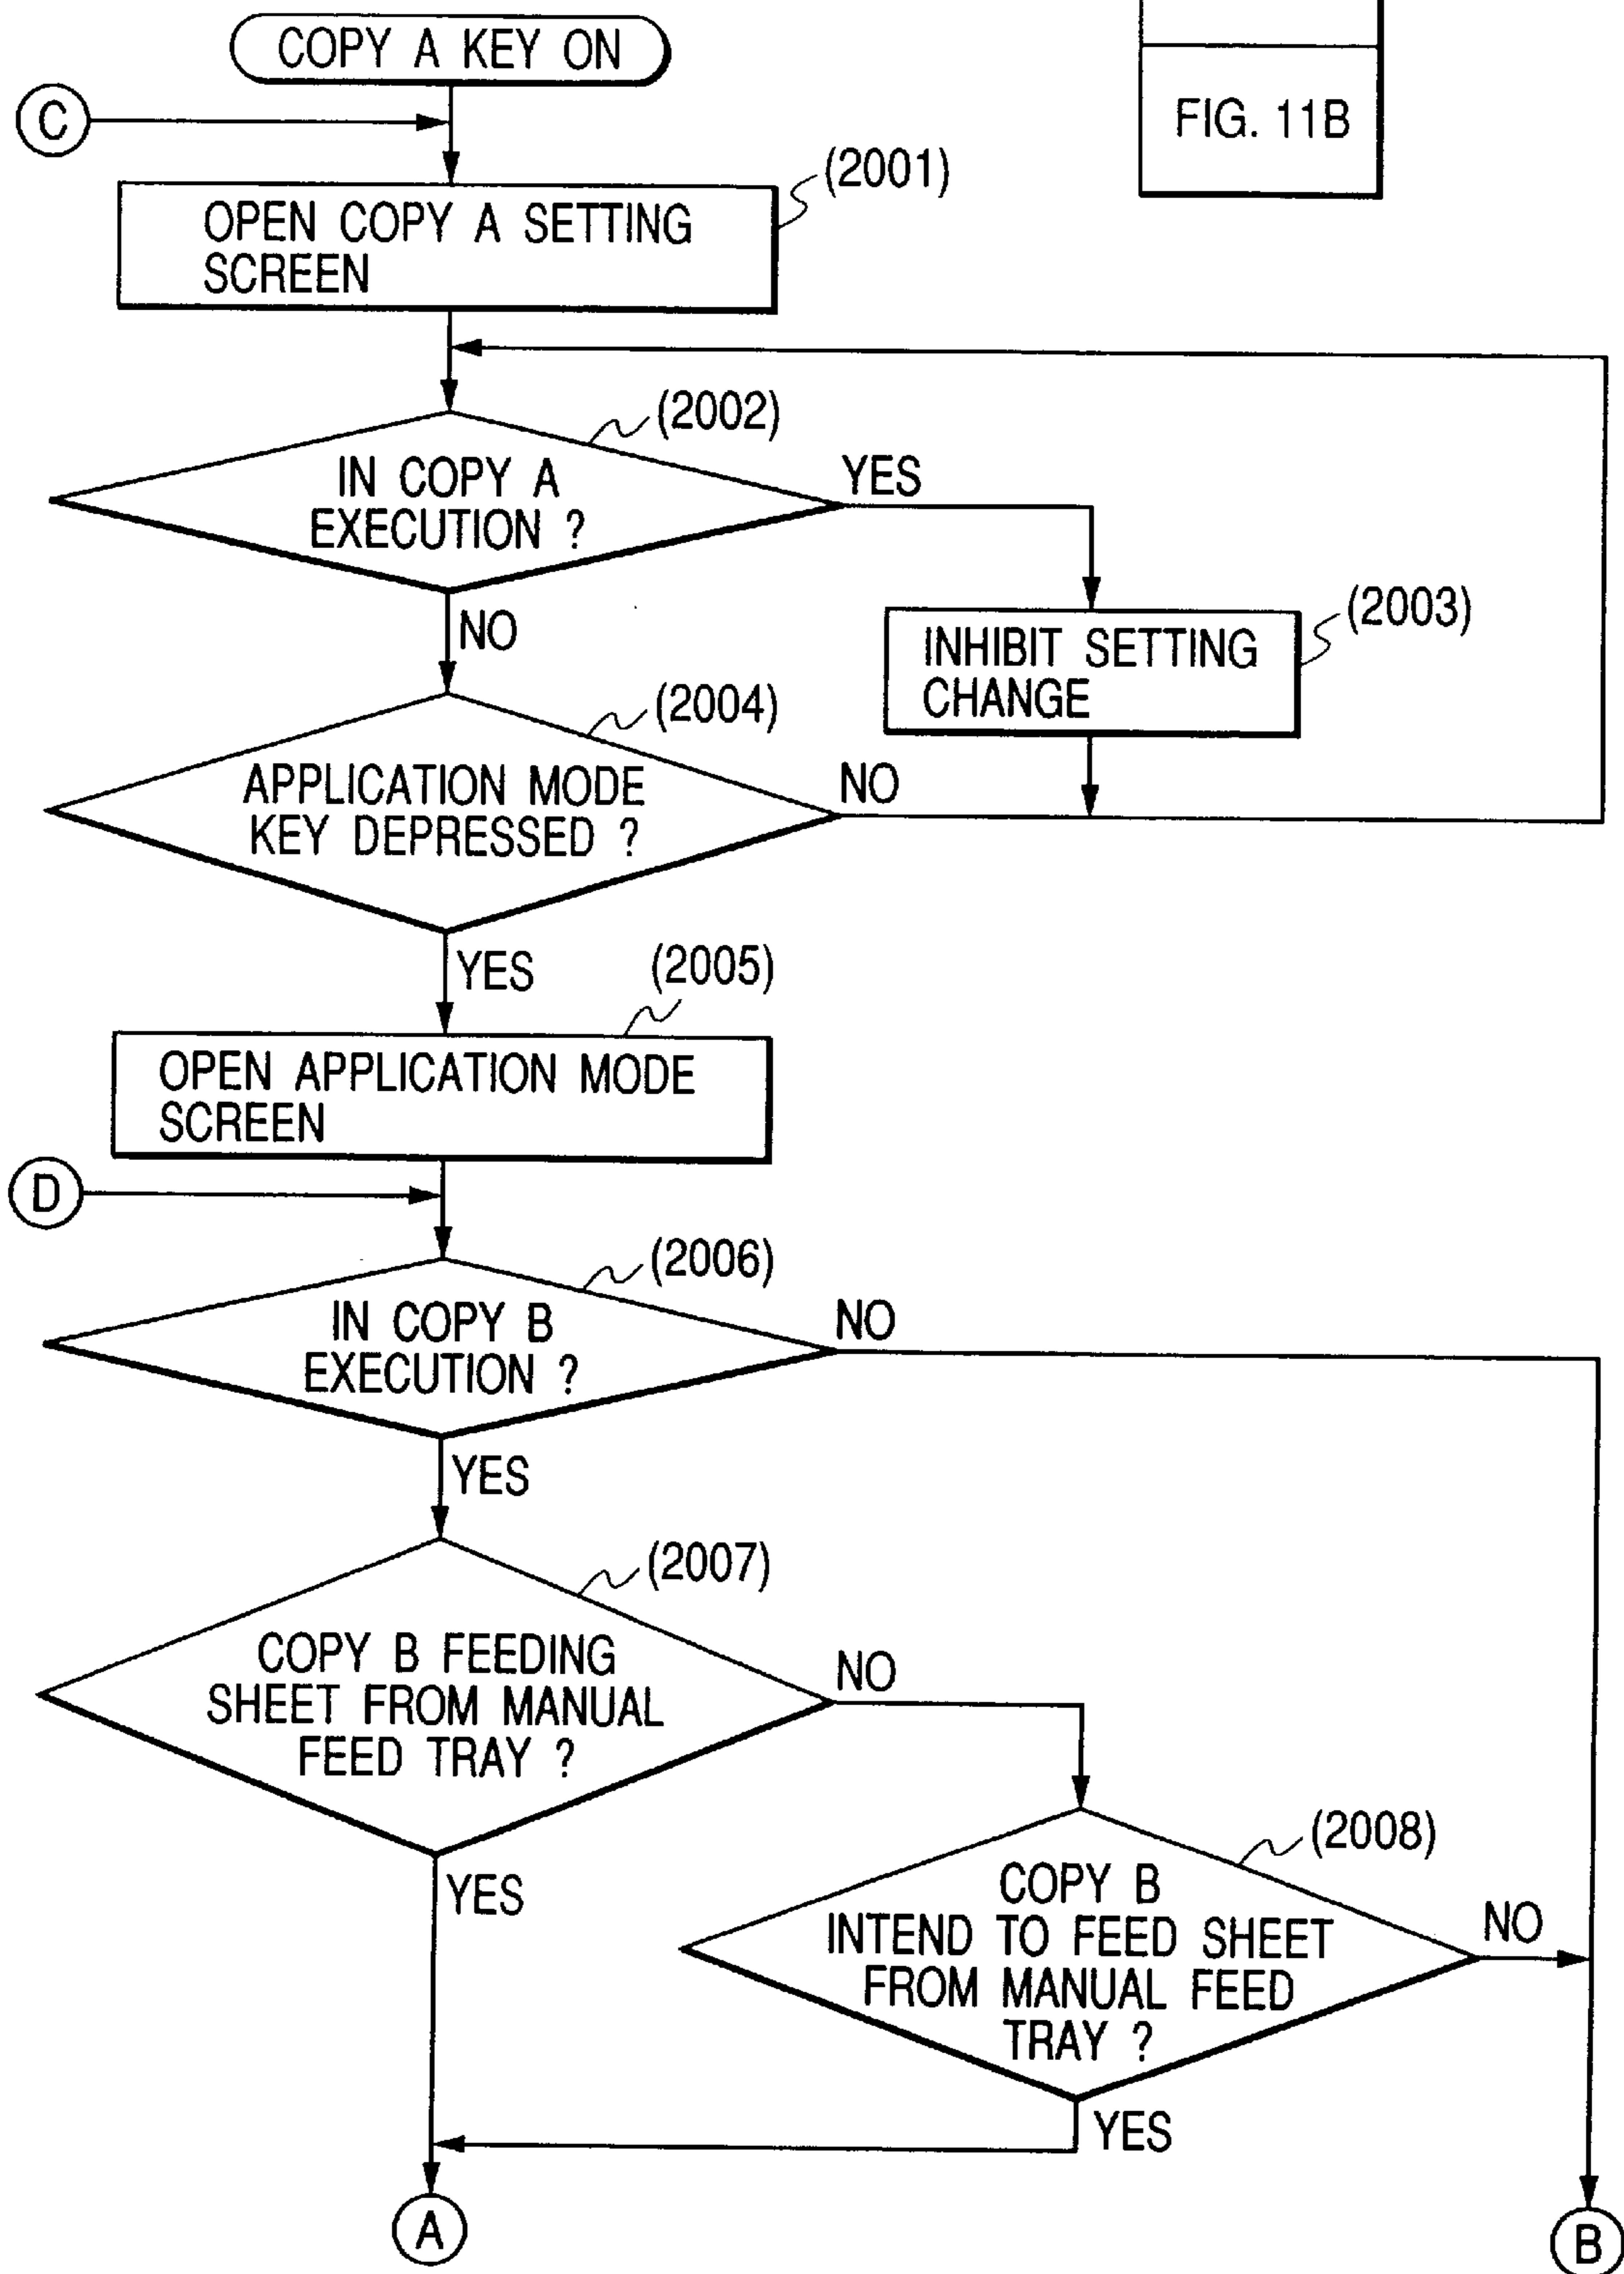 COPY A KEY ON
FIG. 11B
C
(2001)
OPEN COPY A SETTING
SCREEN
(2002)
IN COPY A
EXECUTION ?
YES
NO
(2003)
INHIBIT SETTING
CHANGE
(2004)
APPLICATION MODE
KEY DEPRESSED ?
NO
YES
(2005)
OPEN APPLICATION MODE
SCREEN
D
(2006)
IN COPY B
EXECUTION ?
NO
YES
(2007)
COPY B FEEDING
SHEET FROM MANUAL
FEED TRAY ?
NO
YES
(2008)
COPY B
INTEND TO FEED SHEET
FROM MANUAL FEED
TRAY ?
NO
YES
A
B